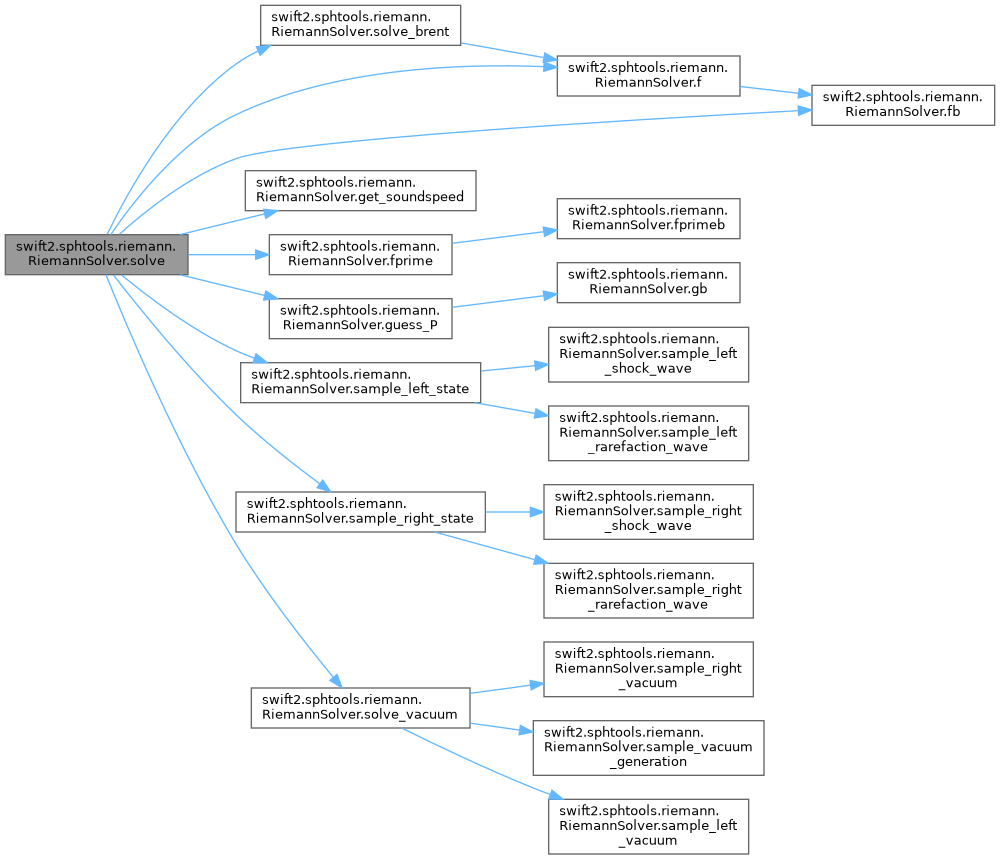 swift2.sphtools.riemann.
RiemannSolver.solve
swift2.sphtools.riemann.
RiemannSolver.solve_brent
swift2.sphtools.riemann.
RiemannSolver.f
swift2.sphtools.riemann.
RiemannSolver.fb
swift2.sphtools.riemann.
RiemannSolver.get_soundspeed
swift2.sphtools.riemann.
RiemannSolver.fprime
swift2.sphtools.riemann.
RiemannSolver.fprimeb
swift2.sphtools.riemann.
RiemannSolver.guess_P
swift2.sphtools.riemann.
RiemannSolver.gb
swift2.sphtools.riemann.
RiemannSolver.sample_left_state
swift2.sphtools.riemann.
RiemannSolver.sample_left
_shock_wave
swift2.sphtools.riemann.
RiemannSolver.sample_left
_rarefaction_wave
swift2.sphtools.riemann.
RiemannSolver.sample_right_state
swift2.sphtools.riemann.
RiemannSolver.sample_right
_shock_wave
swift2.sphtools.riemann.
RiemannSolver.sample_right
_rarefaction_wave
swift2.sphtools.riemann.
RiemannSolver.solve_vacuum
swift2.sphtools.riemann.
RiemannSolver.sample_right
_vacuum
swift2.sphtools.riemann.
RiemannSolver.sample_vacuum
_generation
swift2.sphtools.riemann.
RiemannSolver.sample_left
_vacuum